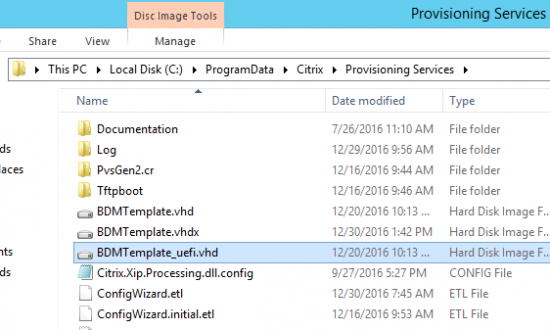 Disc Image Tools
Provisioning Services
Share View Manage
This PC Local Disk (C:) ProgramData Citrix Provisioning Services
Name Date modified Type
Documentation 7/26/2016 11:10 AM File folder
ds Log 12/29/2016 9:56 AM File folder
laces PvsGen2.cr 12/16/2016 9:44 AM File folder
Tftpboot 12/16/2016 9:46 AM File folder
BDMTemplate.vhd 12/20/2016 10:13 ... Hard Disk Image F...
BDMTemplate.vhdx 12/30/2016 1:42 PM Hard Disk Image F...
nts BDMTemplate_uefi.vhd 12/20/2016 10:13 ... Hard Disk Image F...
ds Citrix.Xip.Processing.dll.config 9/27/2016 5:27 PM CONFIG File
ConfigWizard.etl 12/30/2016 7:45 AM ETL File
ConfigWizard.initial.etl 12/16/2016 9:53 AM ETL File